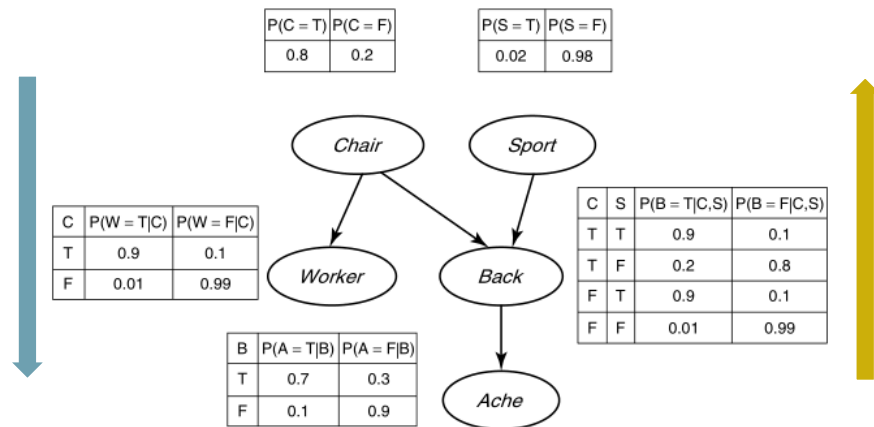 P(C = T) P(C = F)
0.8 0.2
P(S = T) P(S = F)
0.02 0.98
Chair
Sport
C P(W = T|C) P(W = F|C)
T 0.9 0.1
F 0.01 0.99
C S P(B = T|C,S) P(B = F|C,S)
T T 0.9 0.1
T F 0.2 0.8
F T 0.9 0.1
F F 0.01 0.99
Worker
Back
B P(A = T|B) P(A = F|B)
T 0.7 0.3
F 0.1 0.9
Ache